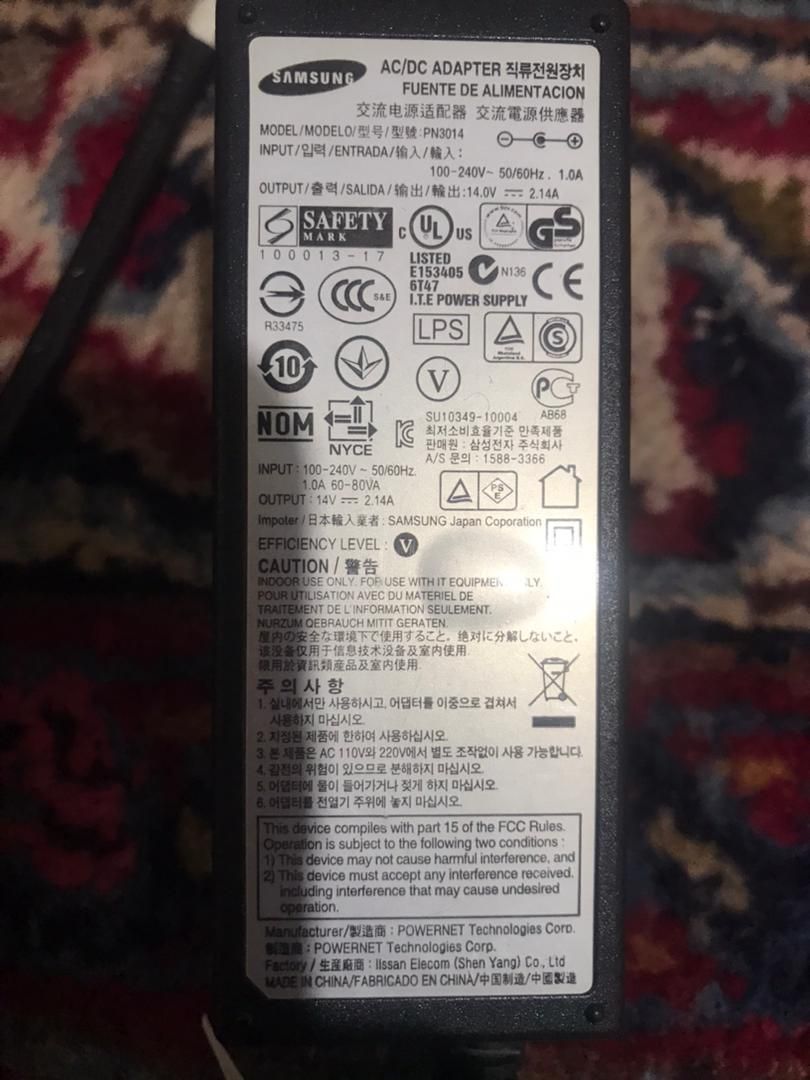 SAMSUNG
AC/DC ADAPTER 직류전원장치
FUENTE DE ALIMENTACION
交流电源适配器 交流電源供應器
MODEL/MODELO/型号/型號:PN3014
INPUT/입력/ENTRADA/输入/輸入:
100-240V~ 50/60Hz . 1.0A
OUTPUT/출력/SALIDA/输出/輸出:14.0V ⎓ 2.14A
SAFETY
MARK
100013-17
C UL US
GS
LISTED
E153405
6T47
I.T.E POWER SUPPLY
N136
CE
CCC S&E
R33475
LPS
S
10
V
PCT
AB68
NOM
NYCE
SU10349-10004
최저소비효율기준 만족제품
판매원 : 삼성전자 주식회사
A/S 문의 : 1588-3366
INPUT : 100-240V ~ 50/60Hz.
1.0A 60-80VA
OUTPUT : 14V ⎓ 2.14A
PS
E
Impoter / 日本輸入業者 : SAMSUNG Japan Coporation
EFFICIENCY LEVEL : V
CAUTION / 警告
INDOOR USE ONLY. FOR USE WITH IT EQUIPMEN
POUR UTILISATION AVEC DU MATERIEL DE
TRAITEMENT DE L'INFORMATION SEULEMENT.
NURZUM QEBRAUCH MITIT GERATEN.
屋内の安全な環境下で使用すること。絶対に分解しないこと。
该设备仅用于信息技术设备及室内使用.
限用於資訊類産品及室内使用.
주 의 사 항
1. 실내에서만 사용하시고, 어댑터를 이중으로 겹쳐서
사용하지 마십시오.
2. 지정된 제품에 한하여 사용하십시오.
3. 본 제품은 AC 110V와 220V에서 별도 조작없이 사용 가능합니다.
4. 감전의 위험이 있으므로 분해하지 마십시오.
5. 어댑터에 물이 들어가거나 젖게 하지 마십시오.
6. 어댑터를 전열기 주위에 놓지 마십시오.
This device compiles with part 15 of the FCC Rules.
Operation is subject to the following two conditions :
1) This device may not cause harmful interference, and
2) This device must accept any interference received.
including interference that may cause undesired
operation.
Manufacturer/製造商 : POWERNET Technologies Corp.
制造商 : POWERNET Technologies Corp.
Factory / 生産廠商 : Iissan Elecom (Shen Yang) Co., Ltd
MADE IN CHINA/FABRICADO EN CHINA/中国制造/中國製造